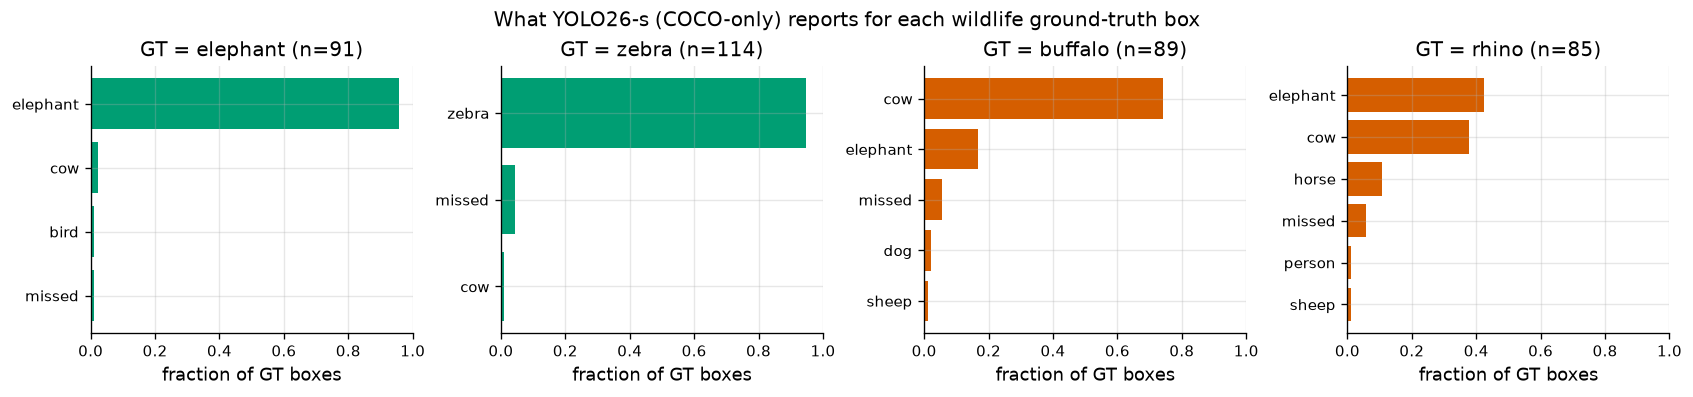 What YOLO26-s (COCO-only) reports for each wildlife ground-truth box
GT = elephant (n=91)
elephant
cow
bird
missed
0.0 0.2 0.4 0.6 0.8 1.0
fraction of GT boxes
GT = zebra (n=114)
zebra
missed
cow
0.0 0.2 0.4 0.6 0.8 1.0
fraction of GT boxes
GT = buffalo (n=89)
cow
elephant
missed
dog
sheep
0.0 0.2 0.4 0.6 0.8 1.0
fraction of GT boxes
GT = rhino (n=85)
elephant
cow
horse
missed
person
sheep
0.0 0.2 0.4 0.6 0.8 1.0
fraction of GT boxes